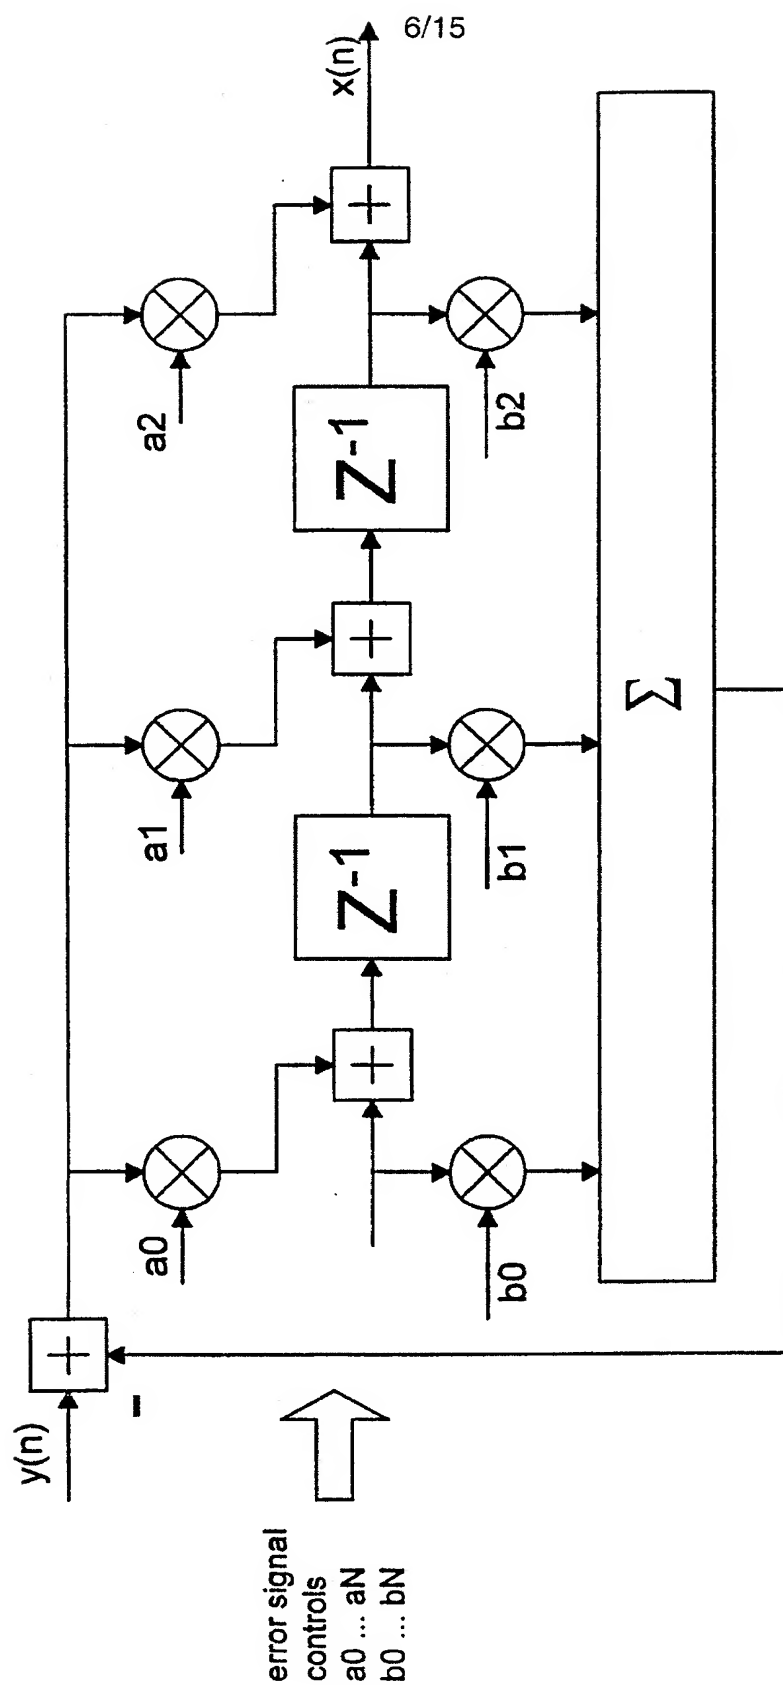 6/15
y(n)
x(n)
a0
a1
a2
+
+
+
+
Z-1
Z-1
b0
b1
b2
Σ
–
error signal
controls
a0 ... aN
b0 ... bN